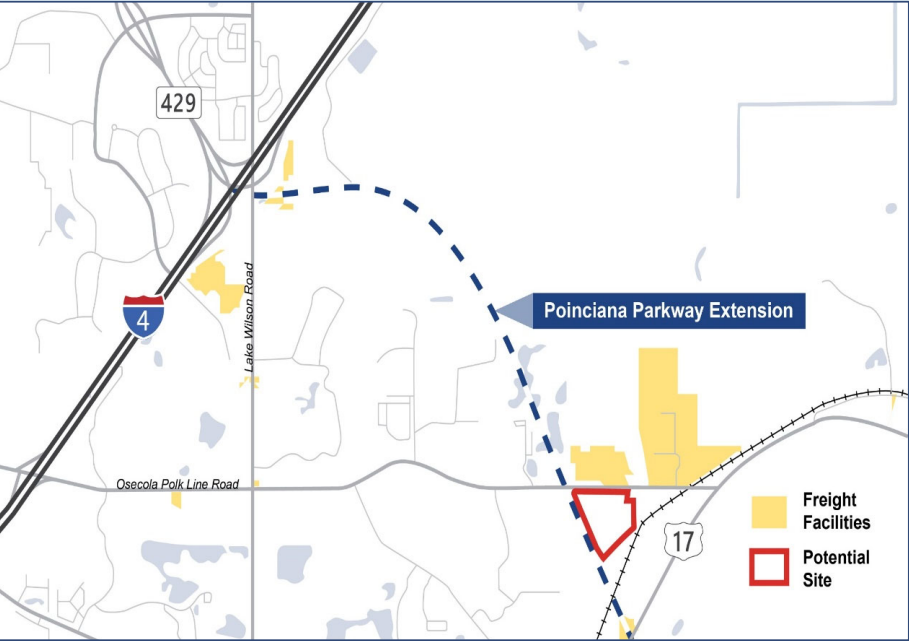 429
Poinciana Parkway Extension
4
Lake Wilson Road
Osecola Polk Line Road
Freight
Facilities
17
Potential
Site